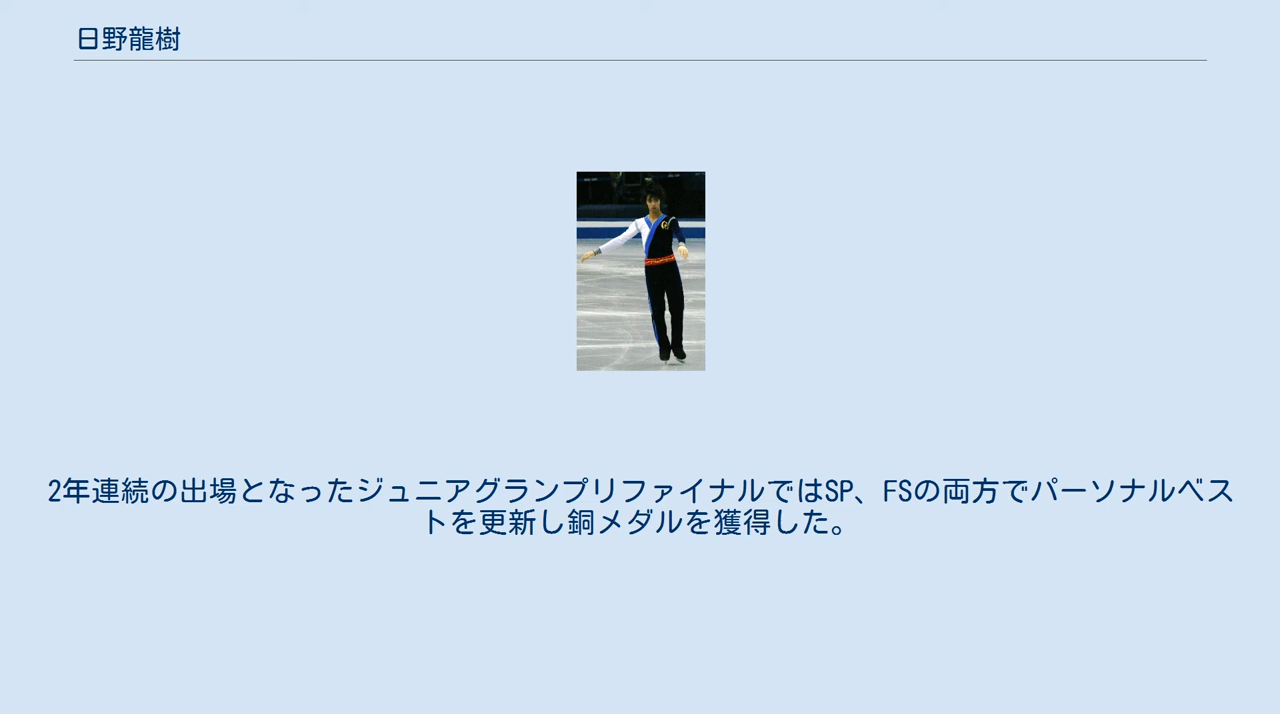 日野龍樹
2年連続の出場となったジュニアグランプリファイナルではSP、FSの両方でパーソナルベス
トを更新し銅メダルを獲得した。